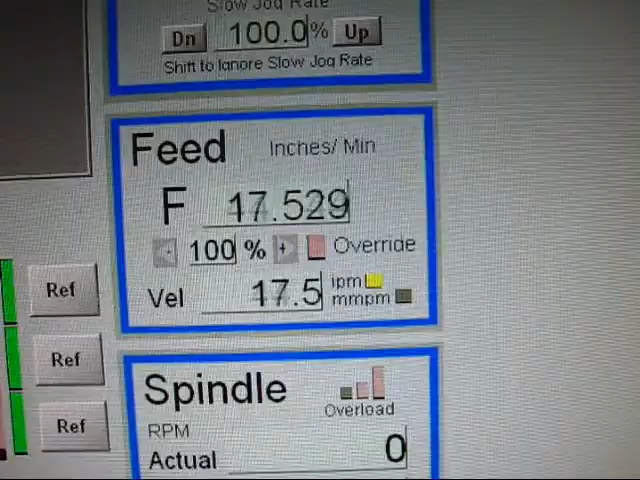 Slow Jog Rate
Dn 100.0% Up
Shift to Ignore Slow Jog Rate
Feed Inches/ Min
F 17.529
- 100 % + Override
Vel 17.5 ipm
mmpm
Ref
Ref
Ref
Spindle
Overload
RPM
Actual 0